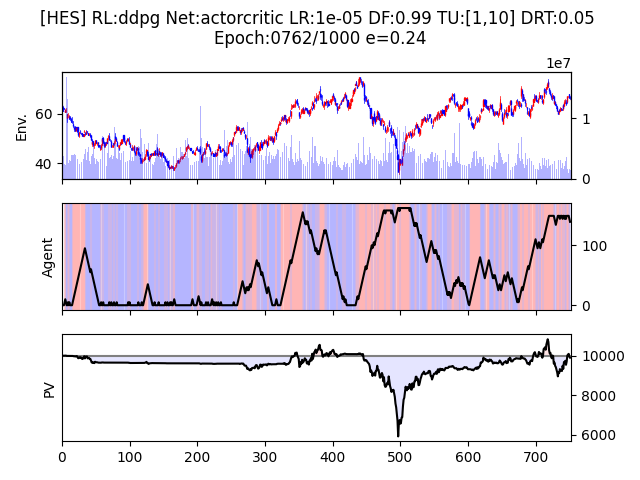 [HES] RL:ddpg Net:actorcritic LR:1e-05 DF:0.99 TU:[1,10] DRT:0.05
Epoch:0762/1000 e=0.24
1e7
Env.
60
40
1
0
Agent
100
0
PV
10000
8000
6000
0
100
200
300
400
500
600
700